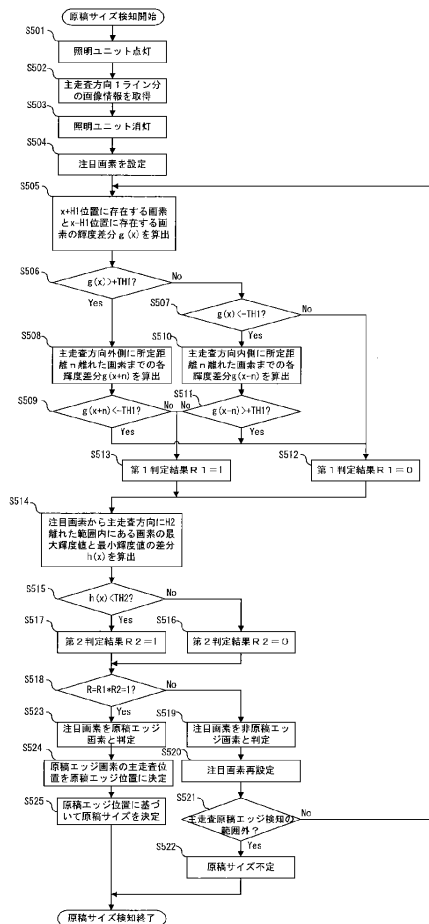 原稿サイズ検知開始
S501
照明ユニット点灯
S502
主走査方向1ライン分
の画像情報を取得
S503
照明ユニット消灯
S504
注目画素を設定
S505
x+H1位置に存在する画素
とx-H1位置に存在する画
素の輝度差分g(x)を算出
S506
g(x)>+TH1?
No
Yes
S507
g(x)<-TH1?
No
Yes
S508
主走査方向外側に所定距
離n離れた画素までの各
輝度差分g(x+n)を算出
S510
主走査方向内側に所定距
離n離れた画素までの各
輝度差分g(x-n)を算出
S509
g(x+n)<-TH1?
No
Yes
S511
g(x-n)>+TH1?
No
Yes
S513
第1判定結果R1=1
S512
第1判定結果R1=0
S514
注目画素から主走査方向にH2
離れた範囲内にある画素の最
大輝度値と最小輝度値の差分
h(x)を算出
S515
h(x)<TH2?
No
Yes
S517
第2判定結果R2=1
S516
第2判定結果R2=0
S518
R=R1*R2=1?
No
Yes
S523
注目画素を原稿エッジ
画素と判定
S519
注目画素を非原稿エッ
ジ画素と判定
S524
原稿エッジ画素の主走査位
置を原稿エッジ位置に決定
S520
注目画素再設定
S525
原稿エッジ位置に基づ
いて原稿サイズを決定
S521
主走査原稿エッジ検知の
範囲外?
No
Yes
S522
原稿サイズ不定
原稿サイズ検知終了